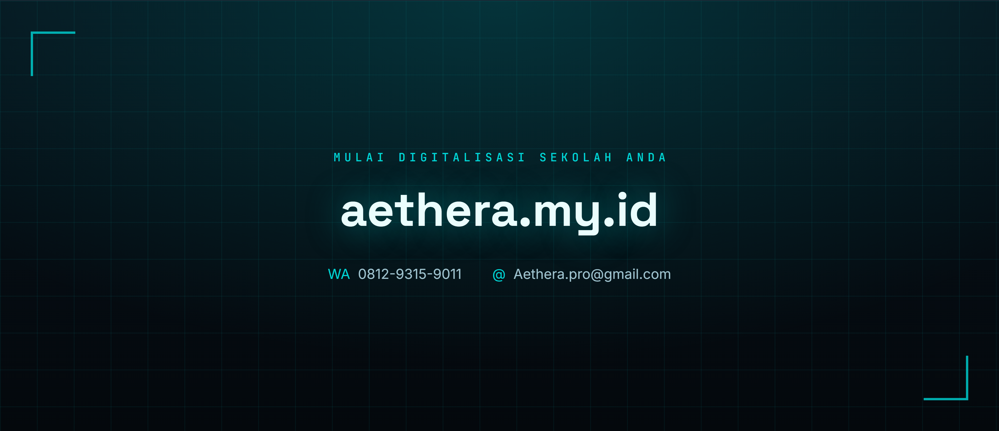 MULAI DIGITALISASI SEKOLAH ANDA
aethera.my.id
WA 0812-9315-9011 @ Aethera.pro@gmail.com